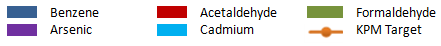 Benzene Acetaldehyde Formaldehyde
Arsenic Cadmium KPM Target